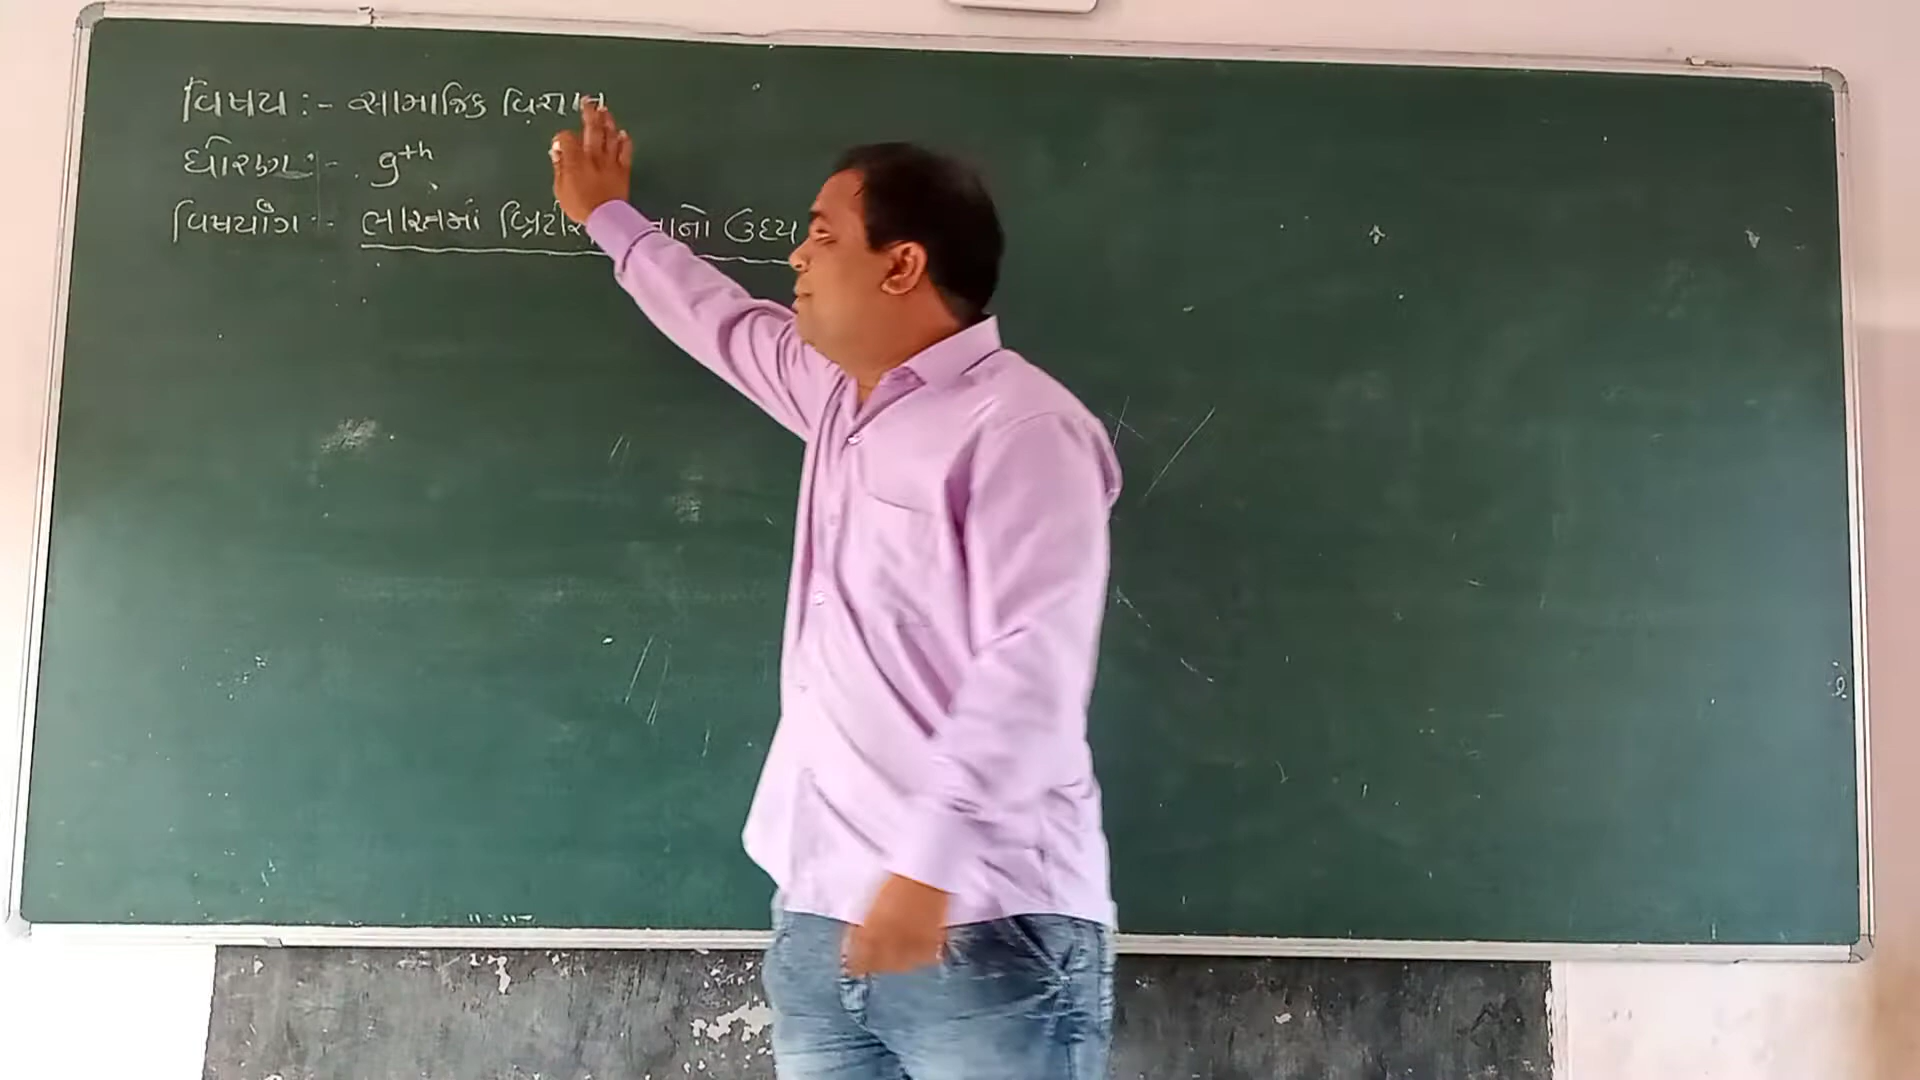 વિષય :- સામાજિક વિજ્ઞાન
ધોરણ :- 9th
વિષયાંગ :- ભારતમાં બ્રિટીશ ઉદય